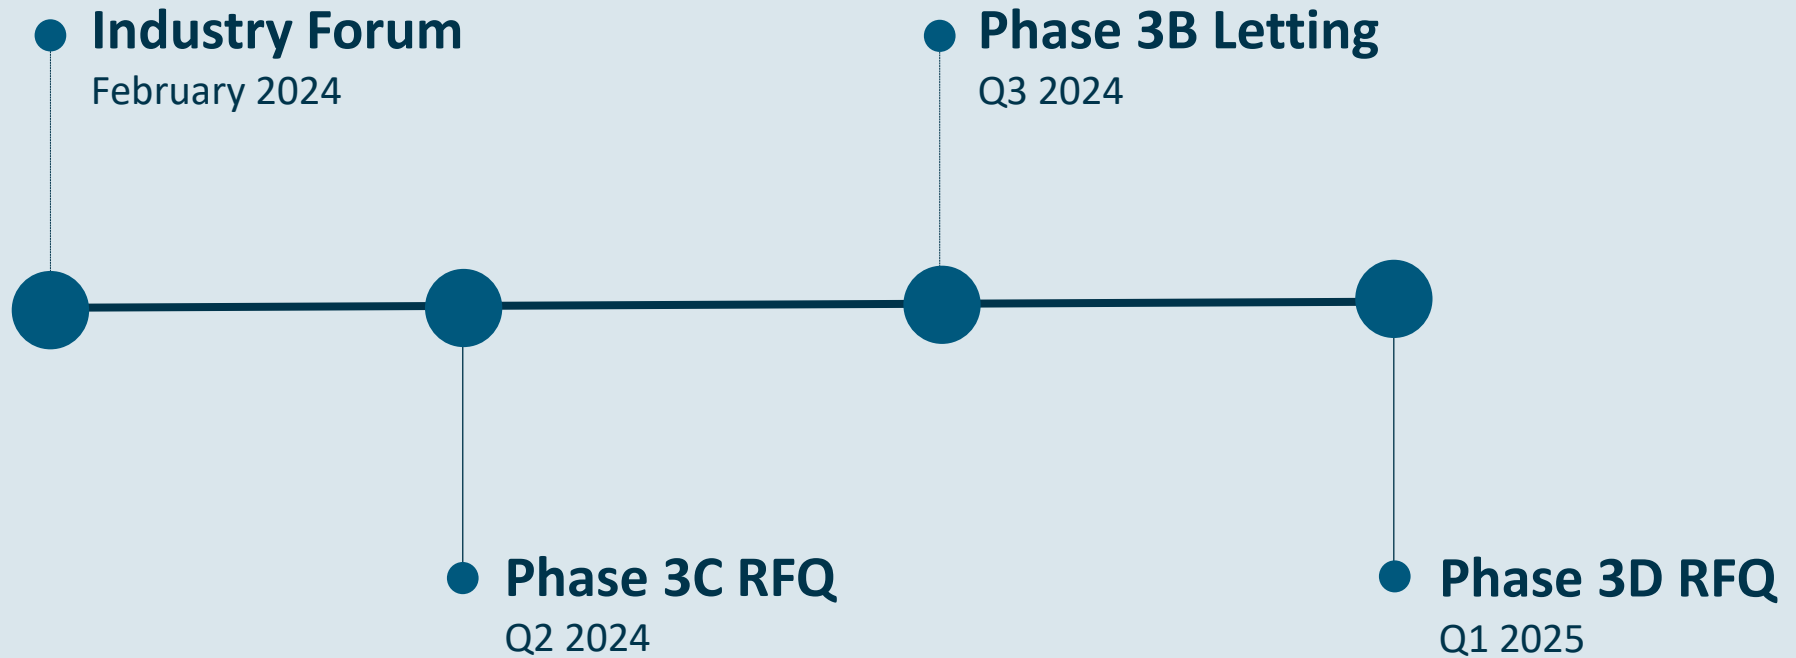 Industry Forum
February 2024
Phase 3B Letting
Q3 2024
Phase 3C RFQ
Q2 2024
Phase 3D RFQ
Q1 2025